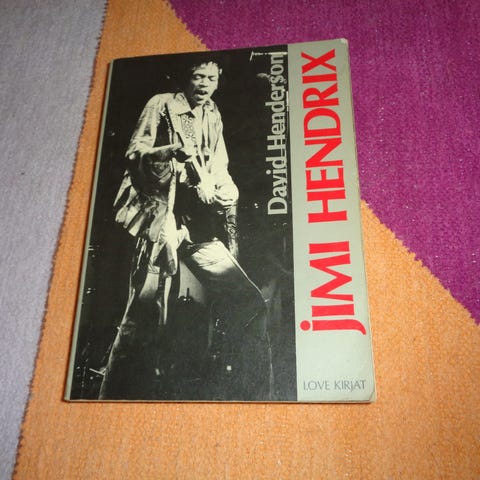 David Henderson
jIMI HENDRIX
LOVE KIRJAT